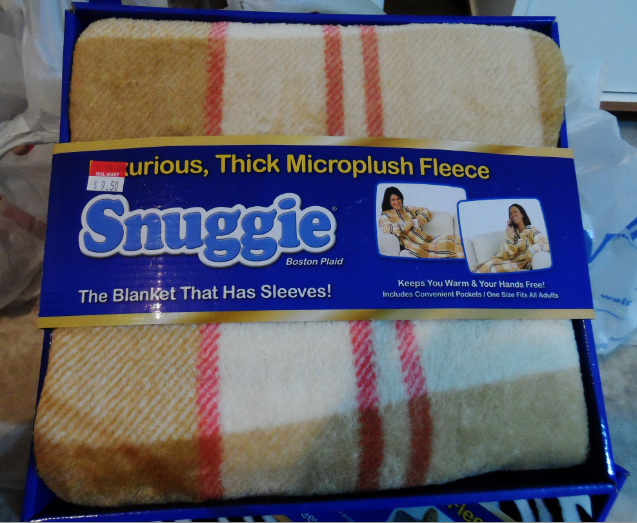 urious, Thick Microplush Fleece
WAL-MART
$ 8.50
Snuggie®
Boston Plaid
The Blanket That Has Sleeves!
Keeps You Warm & Your Hands Free!
Includes Convenient Pockets / One Size Fits All Adults
wal